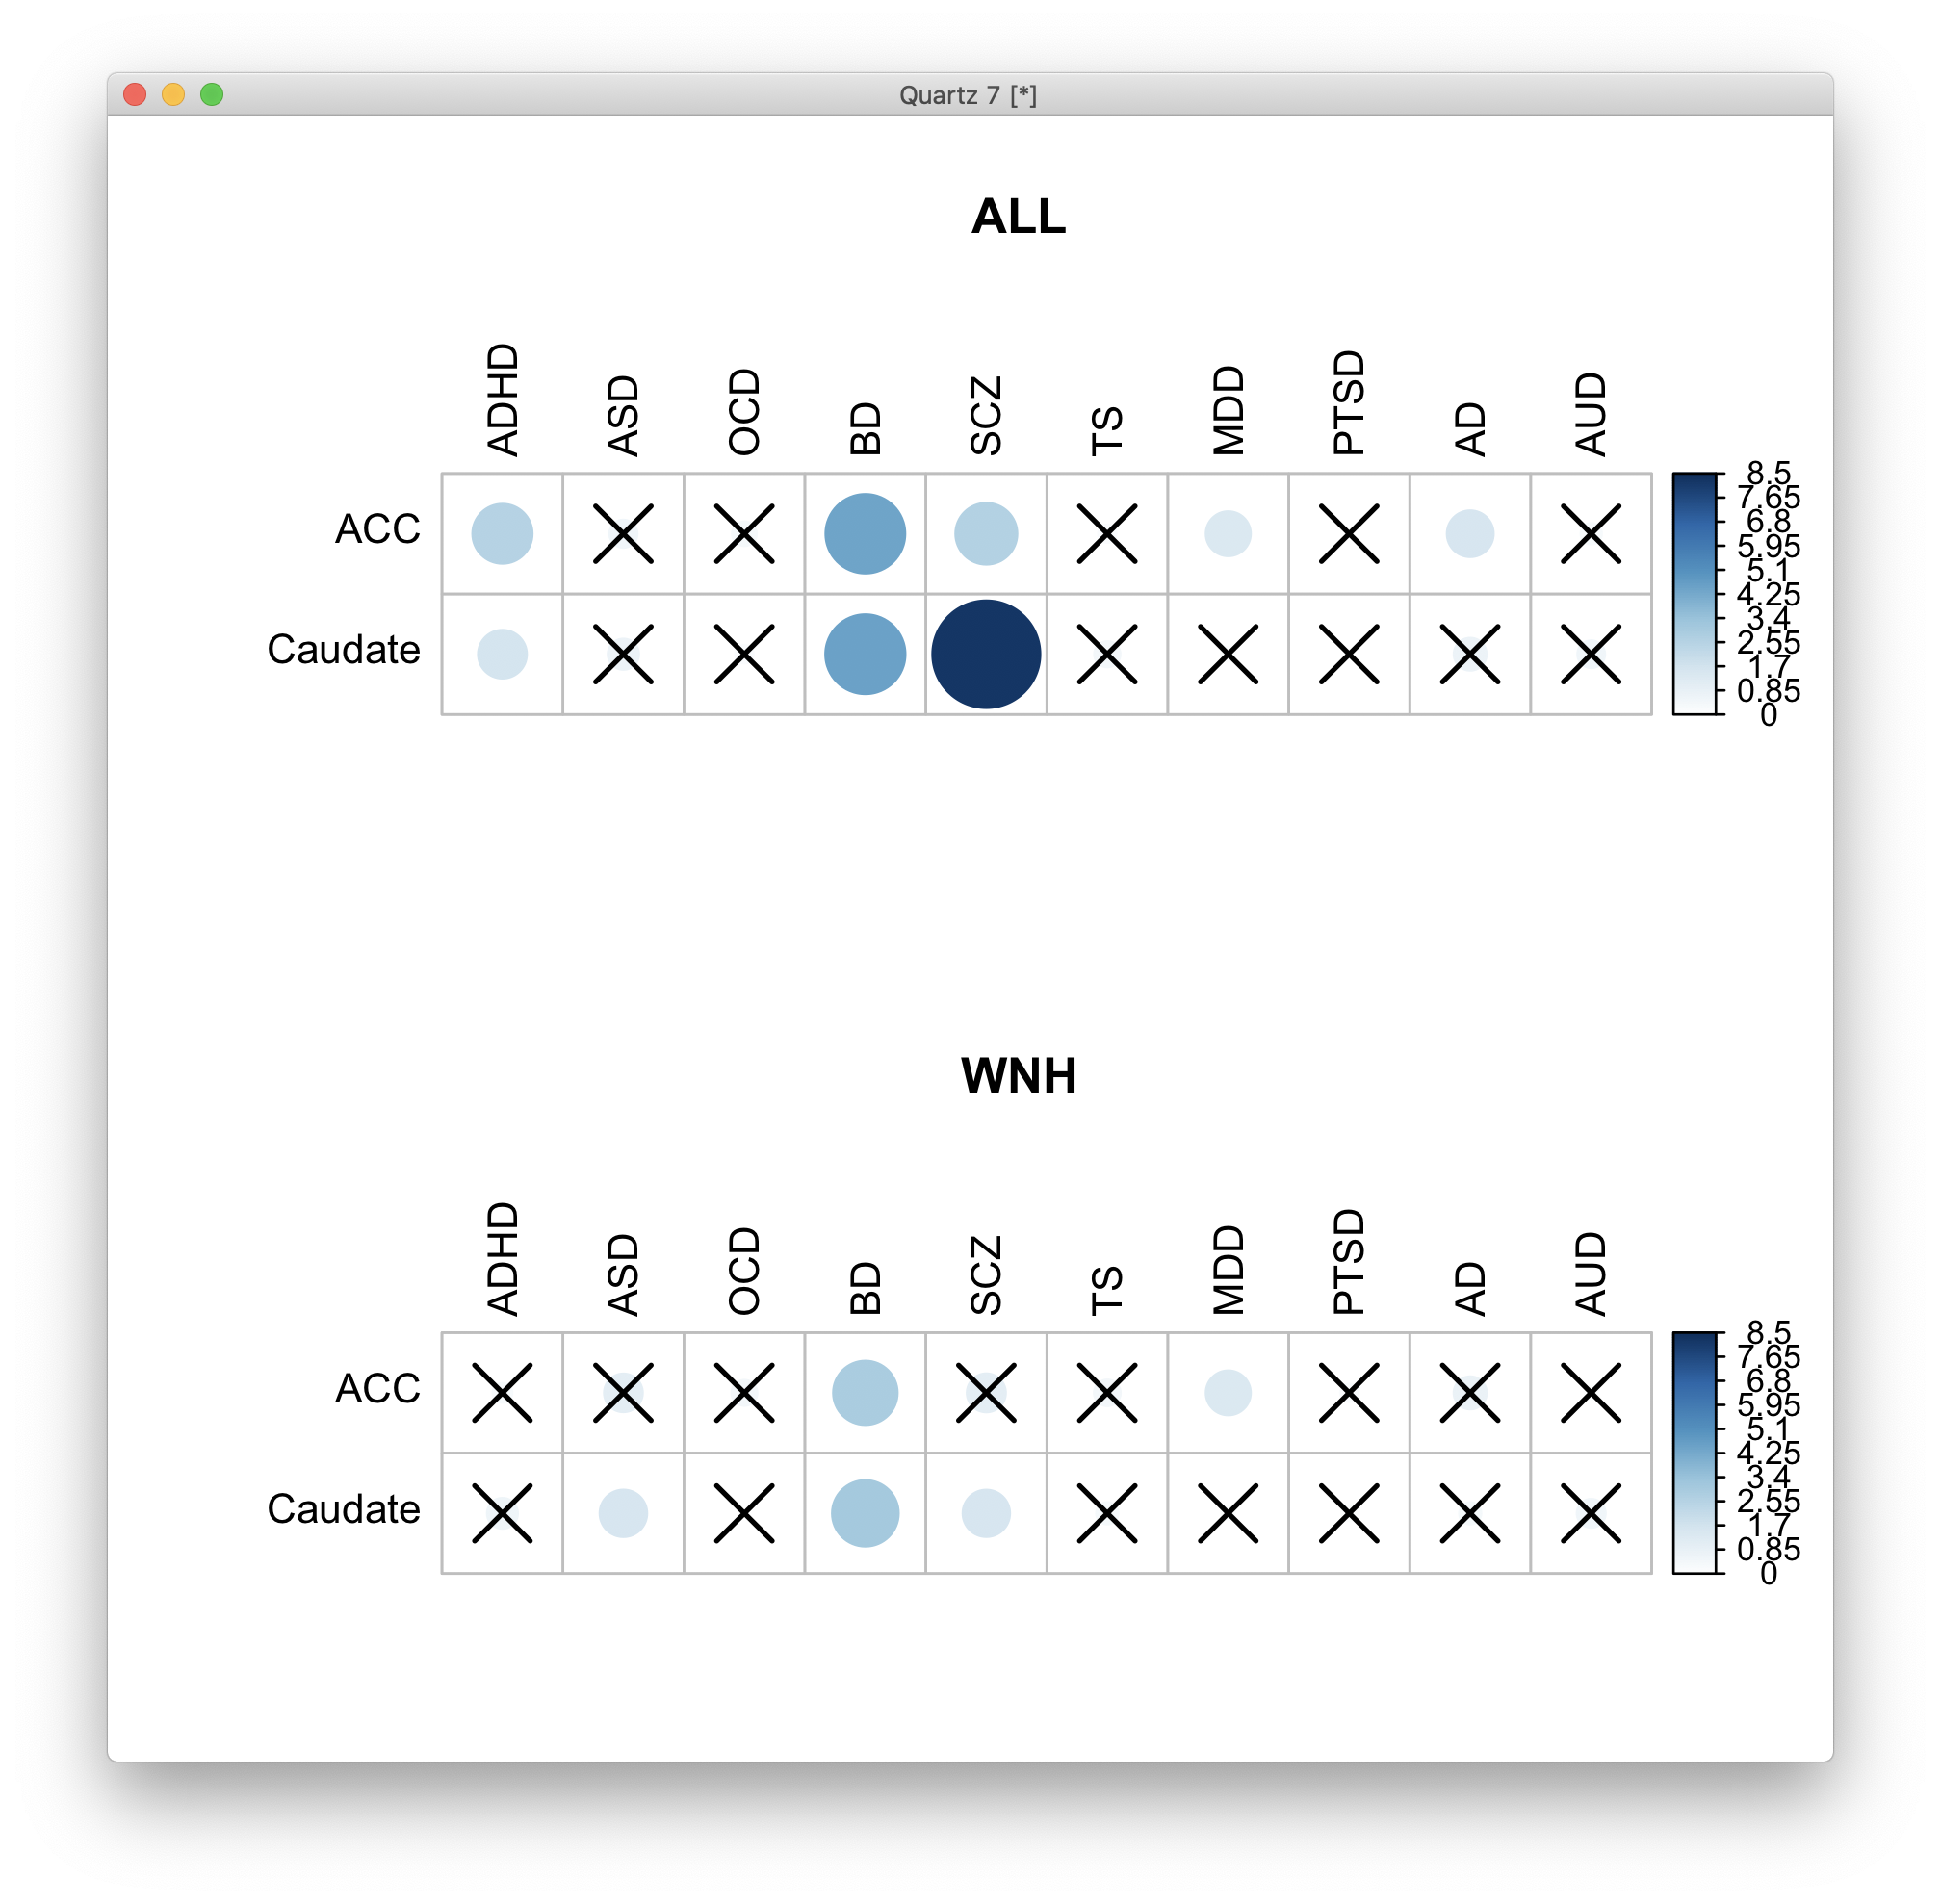 Quartz 7 [*]
ALL
ADHD ASD OCD BD SCZ TS MDD PTSD AD AUD
ACC
Caudate
8.5
7.65
6.8
5.95
5.1
4.25
3.4
2.55
1.7
0.85
0
WNH
ADHD ASD OCD BD SCZ TS MDD PTSD AD AUD
ACC
Caudate
8.5
7.65
6.8
5.95
5.1
4.25
3.4
2.55
1.7
0.85
0